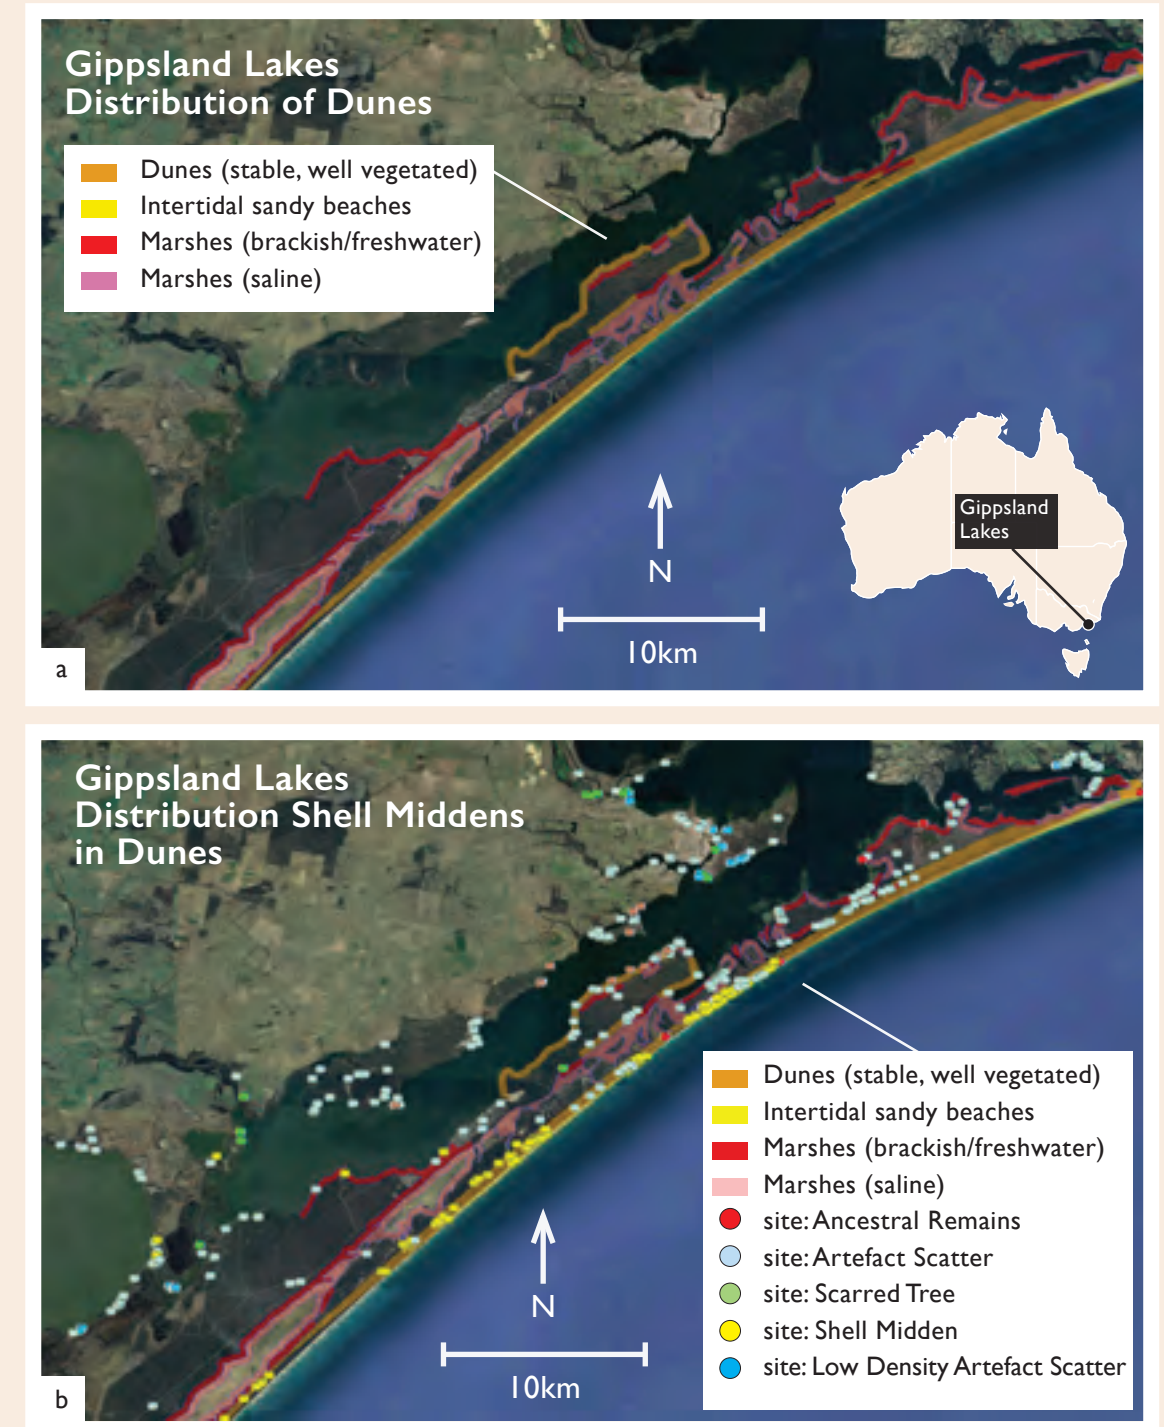 Gippsland Lakes
Distribution of Dunes
Dunes (stable, well vegetated)
Intertidal sandy beaches
Marshes (brackish/freshwater)
Marshes (saline)
Gippsland
Lakes
N
10km
a
Gippsland Lakes
Distribution Shell Middens
in Dunes
Dunes (stable, well vegetated)
Intertidal sandy beaches
Marshes (brackish/freshwater)
Marshes (saline)
site: Ancestral Remains
site: Artefact Scatter
site: Scarred Tree
site: Shell Midden
site: Low Density Artefact Scatter
N
10km
b